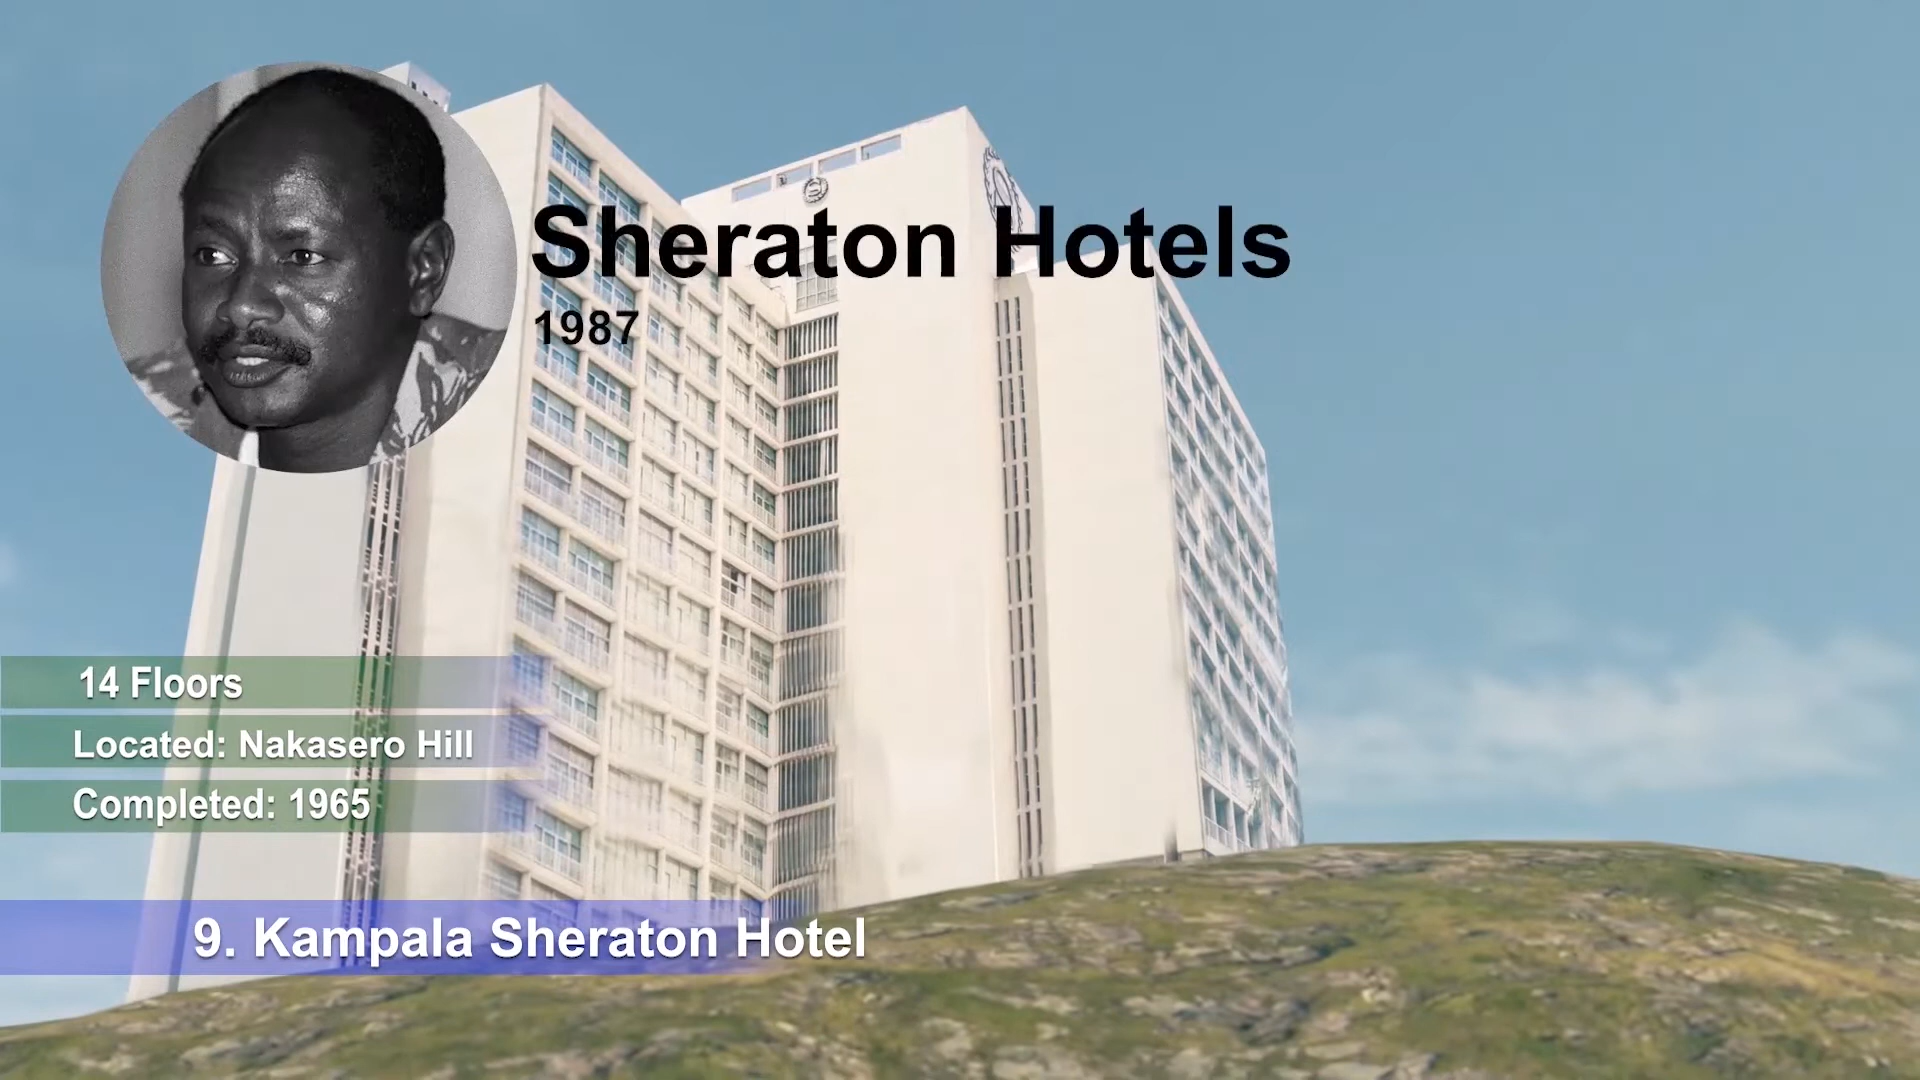 Sheraton Hotels
1987
14 Floors
Located: Nakasero Hill
Completed: 1965
9. Kampala Sheraton Hotel